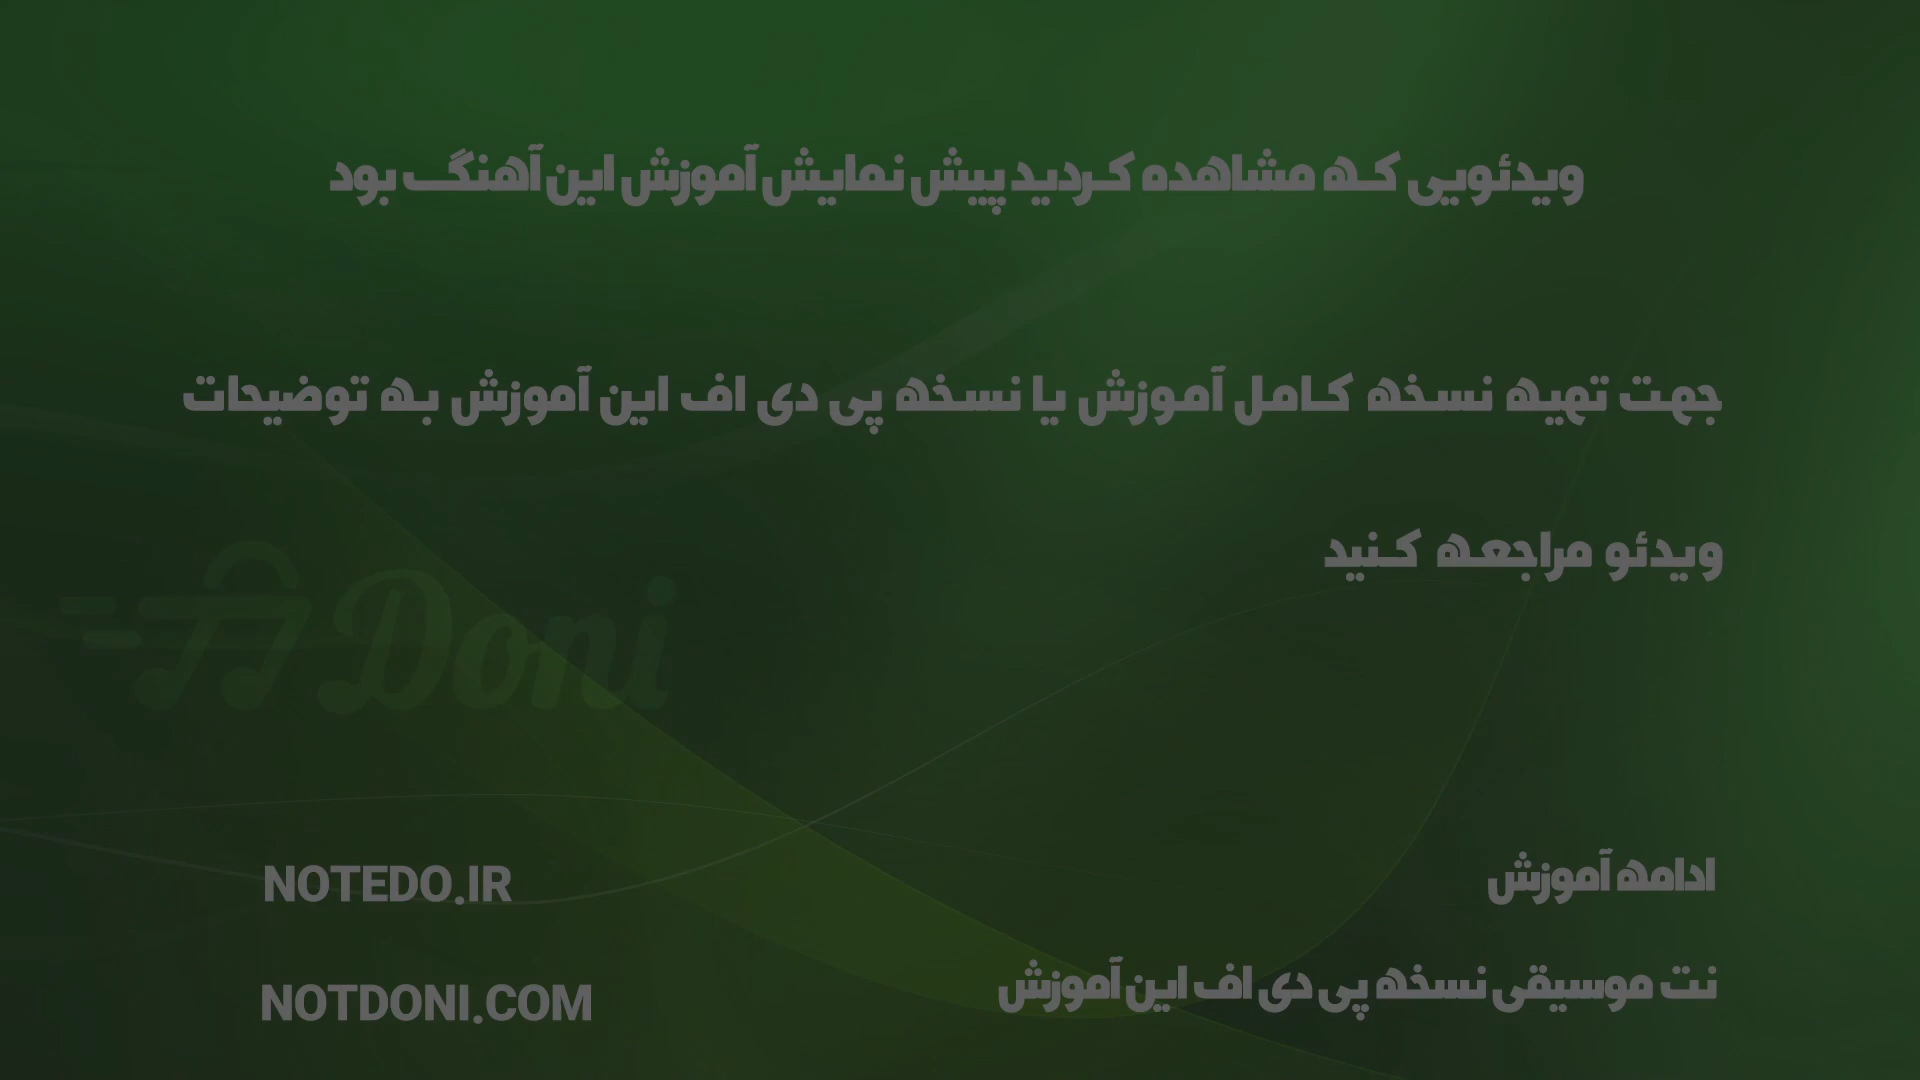 ویدئویی که مشاهده کردید پیش نمایش آموزش این آهنگ بود
جهت تهیه نسخه کامل آموزش یا نسخه پی دی اف این آموزش به توضیحات
ویدئو مراجعه کنید
Doni
ادامه آموزش
NOTEDO.IR
نت موسیقی نسخه پی دی اف این آموزش
NOTDONI.COM